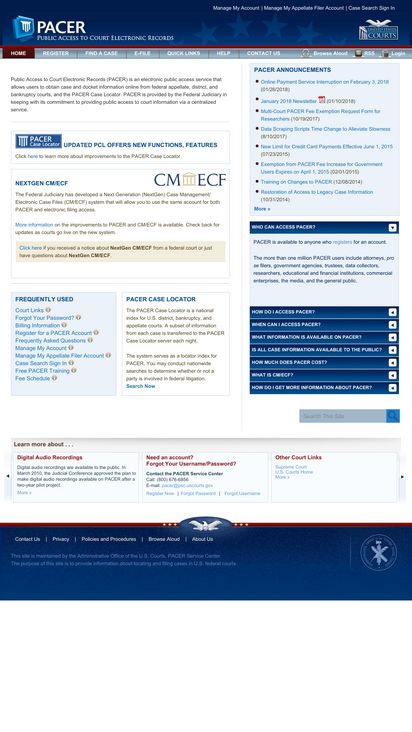 Manage My Account | Manage My Appellate Filer Account | Case Search Sign In
PACER
PUBLIC ACCESS TO COURT ELECTRONIC RECORDS
UNITED STATES
COURTS
HOME REGISTER FIND A CASE E-FILE QUICK LINKS HELP CONTACT US Browse Aloud RSS Login
Public Access to Court Electronic Records (PACER) is an electronic public access service that
allows users to obtain case and docket information online from federal appellate, district, and
bankruptcy courts, and the PACER Case Locator. PACER is provided by the Federal Judiciary in
keeping with its commitment to providing public access to court information via a centralized
service.
PACER
Case Locator
UPDATED PCL OFFERS NEW FUNCTIONS, FEATURES
Click here to learn more about improvements to the PACER Case Locator.
CM ECF
NEXTGEN CM/ECF
The Federal Judiciary has developed a Next Generation (NextGen) Case Management/
Electronic Case Files (CM/ECF) system that will allow you to use the same account for both
PACER and electronic filing access.
More information on the improvements to PACER and CM/ECF is available. Check back for
updates as courts go live on the new system.
Click here if you received a notice about NextGen CM/ECF from a federal court or just
have questions about NextGen CM/ECF.
FREQUENTLY USED
Court Links
Forgot Your Password?
Billing Information
Register for a PACER Account
Frequently Asked Questions
Manage My Account
Manage My Appellate Filer Account
Case Search Sign In
Free PACER Training
Fee Schedule
PACER CASE LOCATOR
The PACER Case Locator is a national
index for U.S. district, bankruptcy, and
appellate courts. A subset of information
from each case is transferred to the PACER
Case Locator server each night.
The system serves as a locator index for
PACER. You may conduct nationwide
searches to determine whether or not a
party is involved in federal litigation.
Search Now
PACER ANNOUNCEMENTS
Online Payment Service Interruption on February 3, 2018
(01/26/2018)
January 2018 Newsletter (01/10/2018)
Multi-Court PACER Fee Exemption Request Form for
Researchers (10/19/2017)
Data Scraping Scripts Time Change to Alleviate Slowness
(8/10/2017)
New Limit for Credit Card Payments Effective June 1, 2015
(07/23/2015)
Exemption from PACER Fee Increase for Government
Users Expires on April 1, 2015 (02/01/2015)
Training on Changes to PACER (12/08/2014)
Restoration of Access to Legacy Case Information
(10/31/2014)
More »
WHO CAN ACCESS PACER?
PACER is available to anyone who registers for an account.
The more than one million PACER users include attorneys, pro
se filers, government agencies, trustees, data collectors,
researchers, educational and financial institutions, commercial
enterprises, the media, and the general public.
HOW DO I ACCESS PACER?
WHEN CAN I ACCESS PACER?
WHAT INFORMATION IS AVAILABLE ON PACER?
IS ALL CASE INFORMATION AVAILABLE TO THE PUBLIC?
HOW MUCH DOES PACER COST?
WHAT IS CM/ECF?
HOW DO I GET MORE INFORMATION ABOUT PACER?
Search This Site
Learn more about . . .
Digital Audio Recordings
Digital audio recordings are available to the public. In
March 2010, the Judicial Conference approved the plan to
make digital audio recordings available on PACER after a
two-year pilot project.
More »
Need an account?
Forgot Your Username/Password?
Contact the PACER Service Center
Call: (800) 676-6856
E-mail: pacer@psc.uscourts.gov
Register Now | Forgot Password | Forgot Username
Other Court Links
Supreme Court
U.S. Courts Home
More »
Contact Us | Privacy | Policies and Procedures | Browse Aloud | About Us
This site is maintained by the Administrative Office of the U.S. Courts, PACER Service Center.
The purpose of this site is to provide information about locating and filing cases in U.S. federal courts.